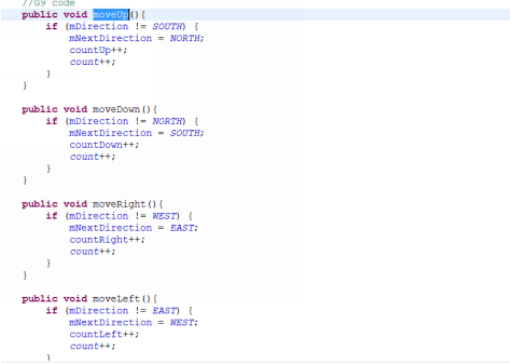 //G9 code
public void moveUp(){
if (mDirection != SOUTH) {
mNextDirection = NORTH;
countUp++;
count++;
}
}
public void moveDown(){
if (mDirection != NORTH) {
mNextDirection = SOUTH;
countDown++;
count++;
}
}
public void moveRight(){
if (mDirection != WEST) {
mNextDirection = EAST;
countRight++;
count++;
}
}
public void moveLeft(){
if (mDirection != EAST) {
mNextDirection = WEST;
countLeft++;
count++;
}